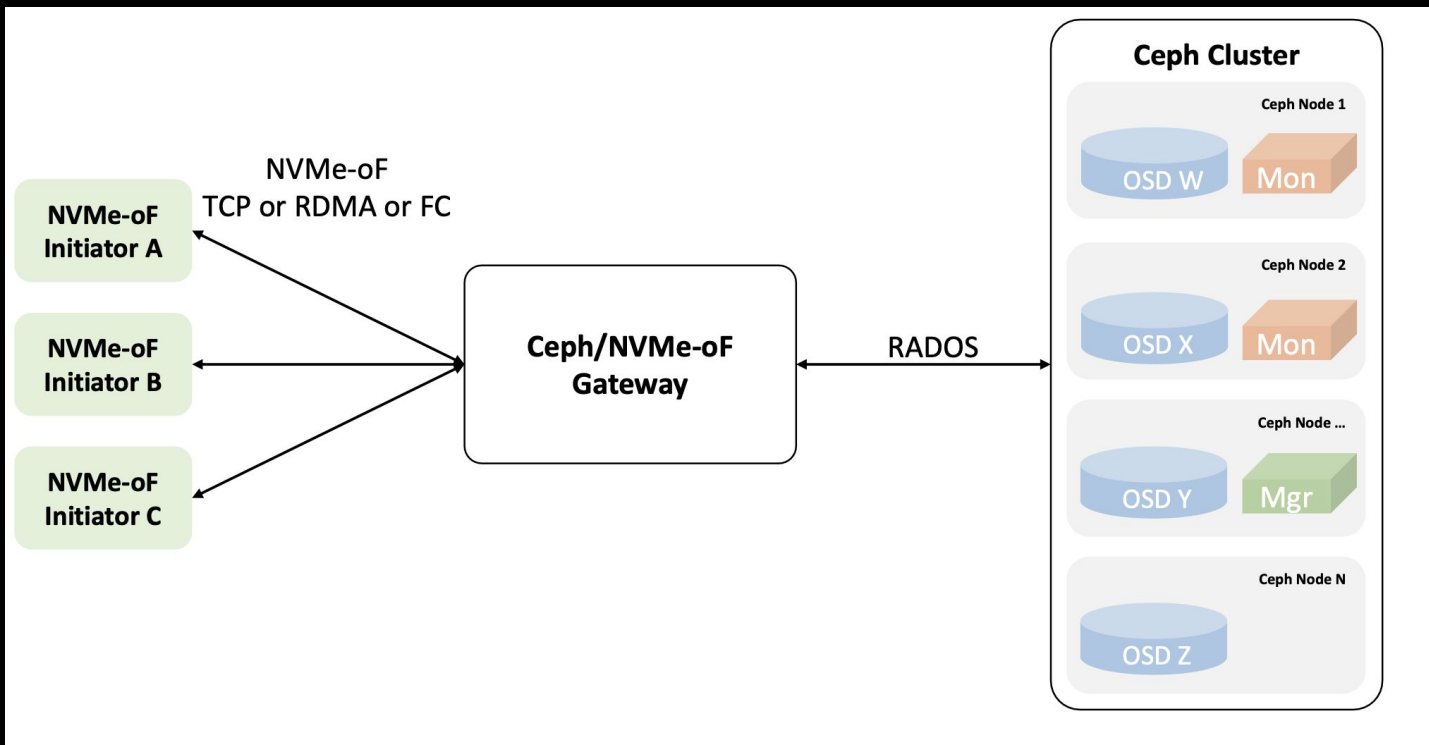 NVMe-oF
Initiator A
NVMe-oF
Initiator B
NVMe-oF
Initiator C
NVMe-oF
TCP or RDMA or FC
Ceph/NVMe-oF
Gateway
RADOS
Ceph Cluster
Ceph Node 1
OSD W
Mon
Ceph Node 2
OSD X
Mon
Ceph Node ...
OSD Y
Mgr
Ceph Node N
OSD Z